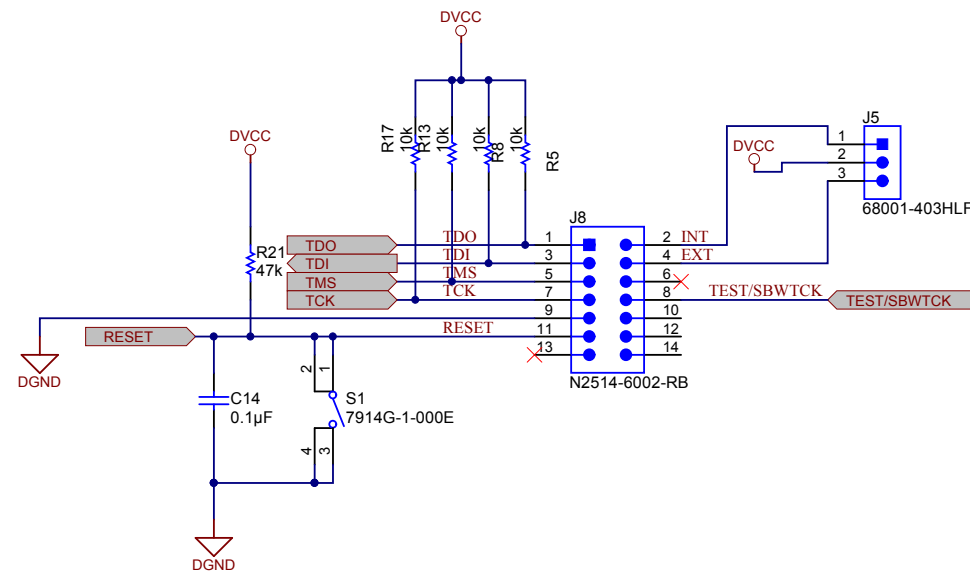 DVCC
DVCC
R17
10k
R13
10k
R8
10k
R5
10k
J5
DVCC
1
2
3
68001-403HLF
R21
47k
J8
TDO
TDO
1
2
INT
TDI
TDI
3
4
EXT
TMS
TMS
5
6
TCK
TCK
7
8
TEST/SBWTCK
TEST/SBWTCK
9
10
RESET
RESET
11
12
13
14
N2514-6002-RB
DGND
2
1
C14
0.1µF
S1
7914G-1-000E
4
3
DGND